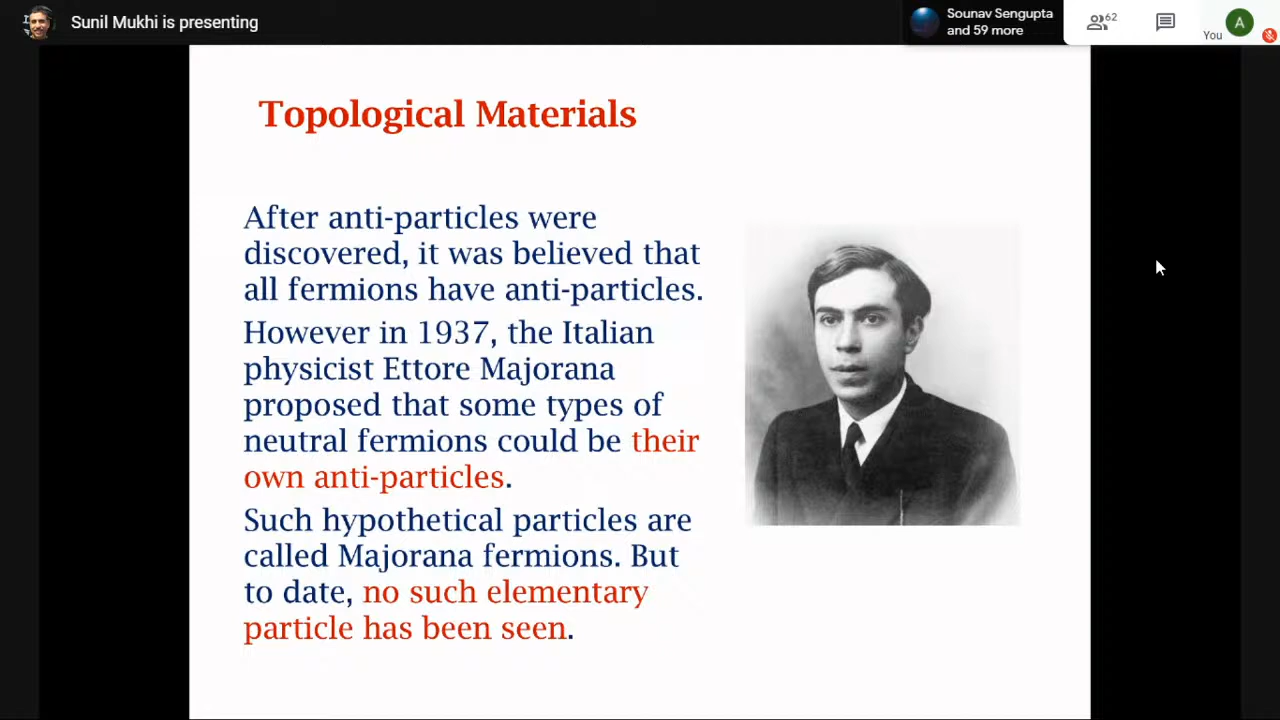 Sunil Mukhi is presenting
Sounav Sengupta
and 59 more
62
You
A
Topological Materials
After anti-particles were
discovered, it was believed that
all fermions have anti-particles.
However in 1937, the Italian
physicist Ettore Majorana
proposed that some types of
neutral fermions could be their
own anti-particles.
Such hypothetical particles are
called Majorana fermions. But
to date, no such elementary
particle has been seen.